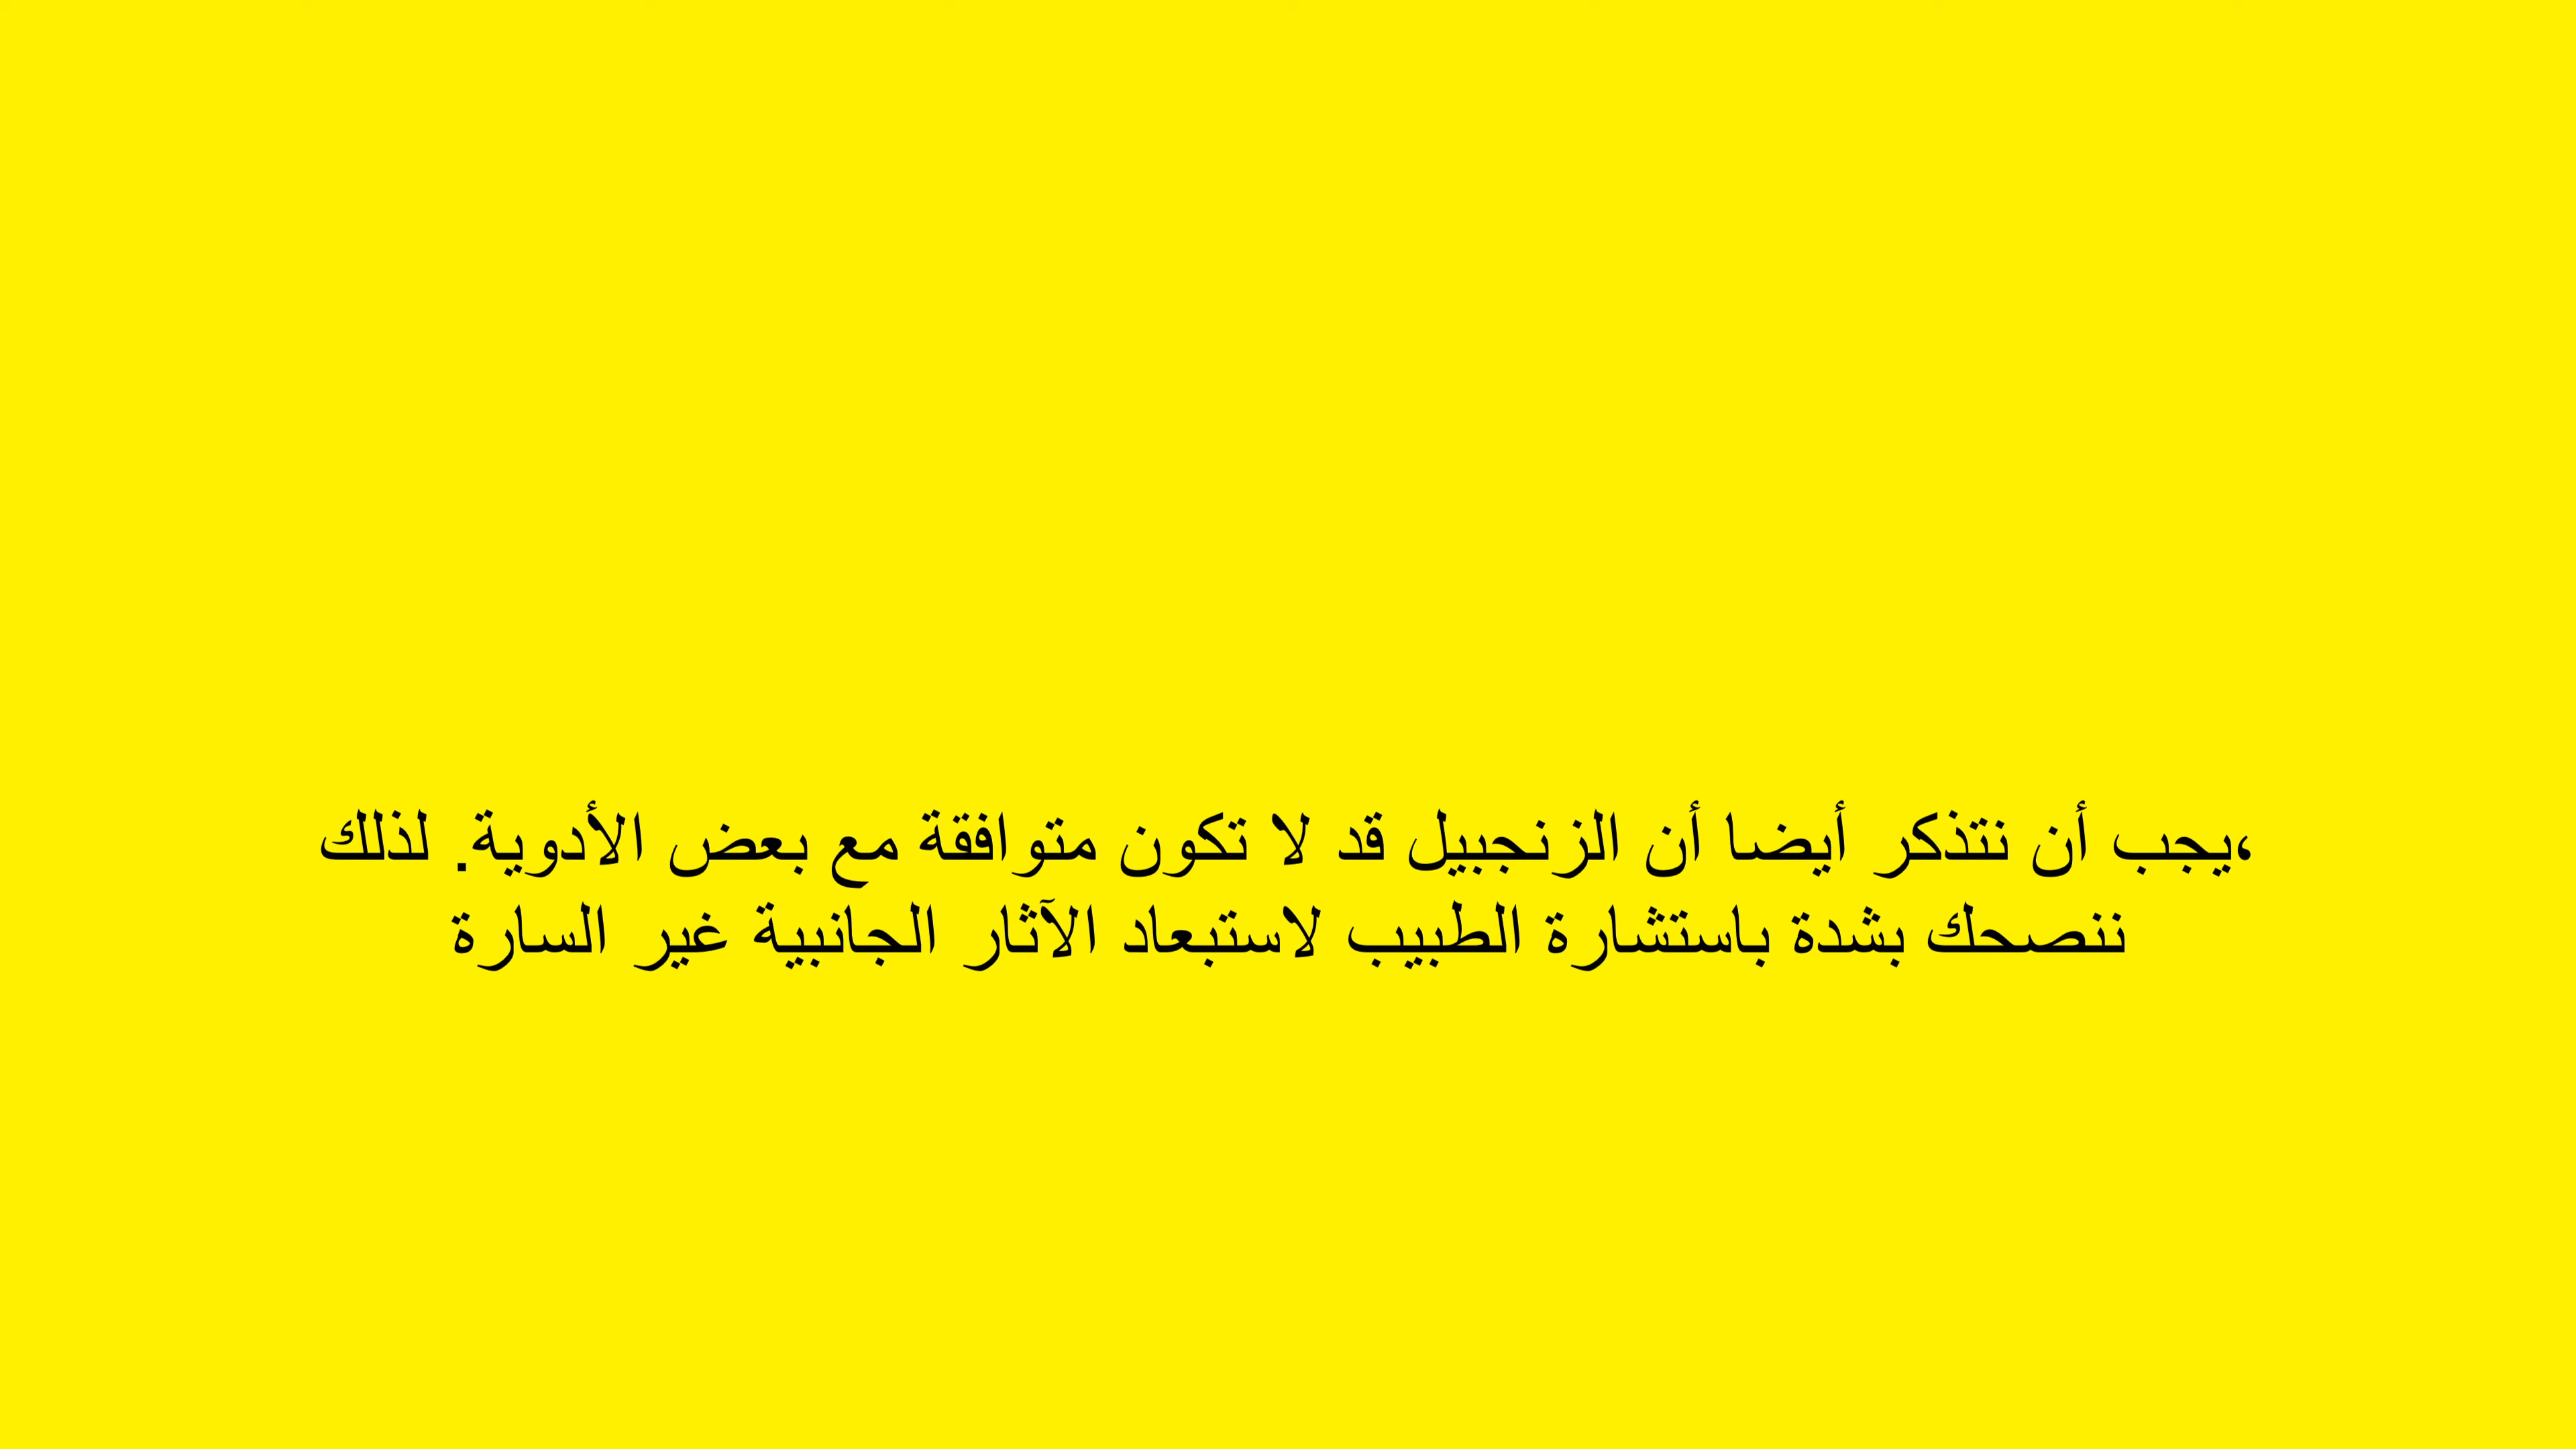 ،يجب أن نتذكر أيضا أن الزنجبيل قد لا تكون متوافقة مع بعض الأدوية. لذلك
ننصحك بشدة باستشارة الطبيب لاستبعاد الآثار الجانبية غير السارة